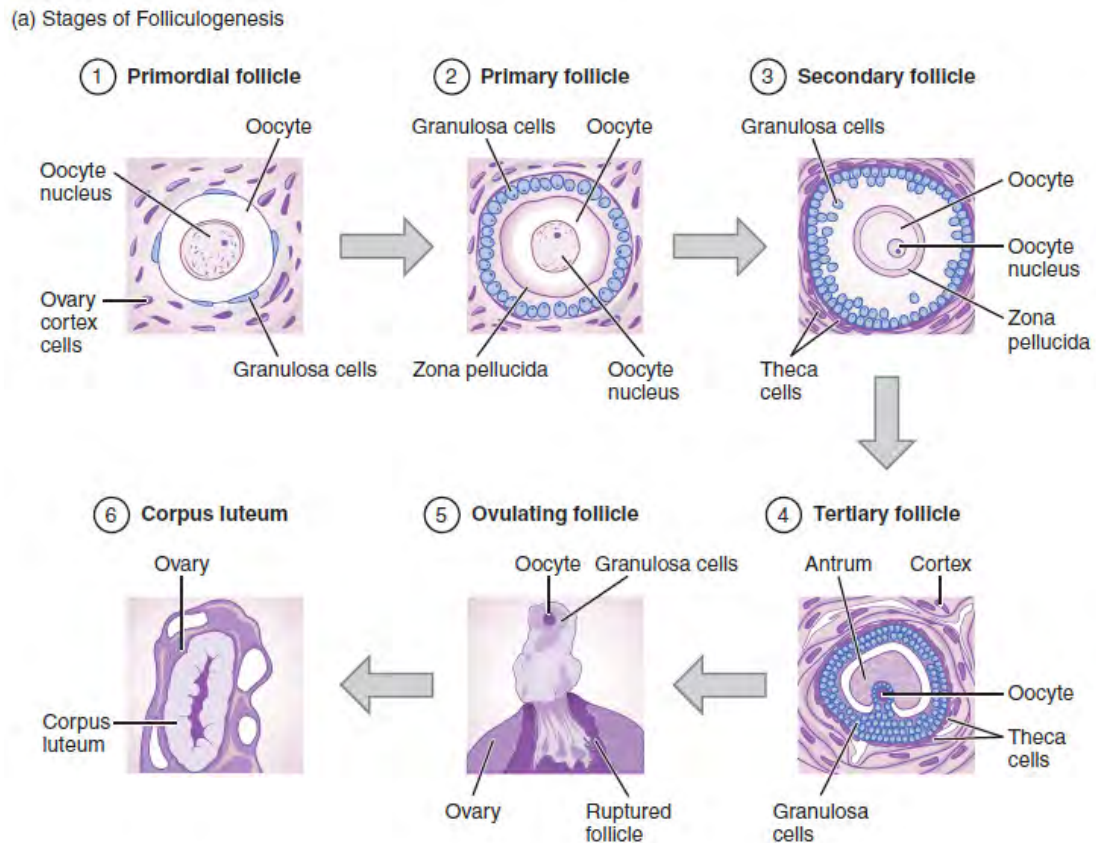 (a) Stages of Folliculogenesis
1 Primordial follicle
Oocyte
Oocyte
nucleus
Ovary
cortex
cells
Granulosa cells
2 Primary follicle
Granulosa cells
Oocyte
Zona pellucida
Oocyte
nucleus
3 Secondary follicle
Granulosa cells
Oocyte
Oocyte
nucleus
Zona
pellucida
Theca
cells
6 Corpus luteum
Ovary
Corpus
luteum
5 Ovulating follicle
Oocyte
Granulosa cells
Ovary
Ruptured
follicle
4 Tertiary follicle
Antrum
Cortex
Oocyte
Theca
cells
Granulosa
cells